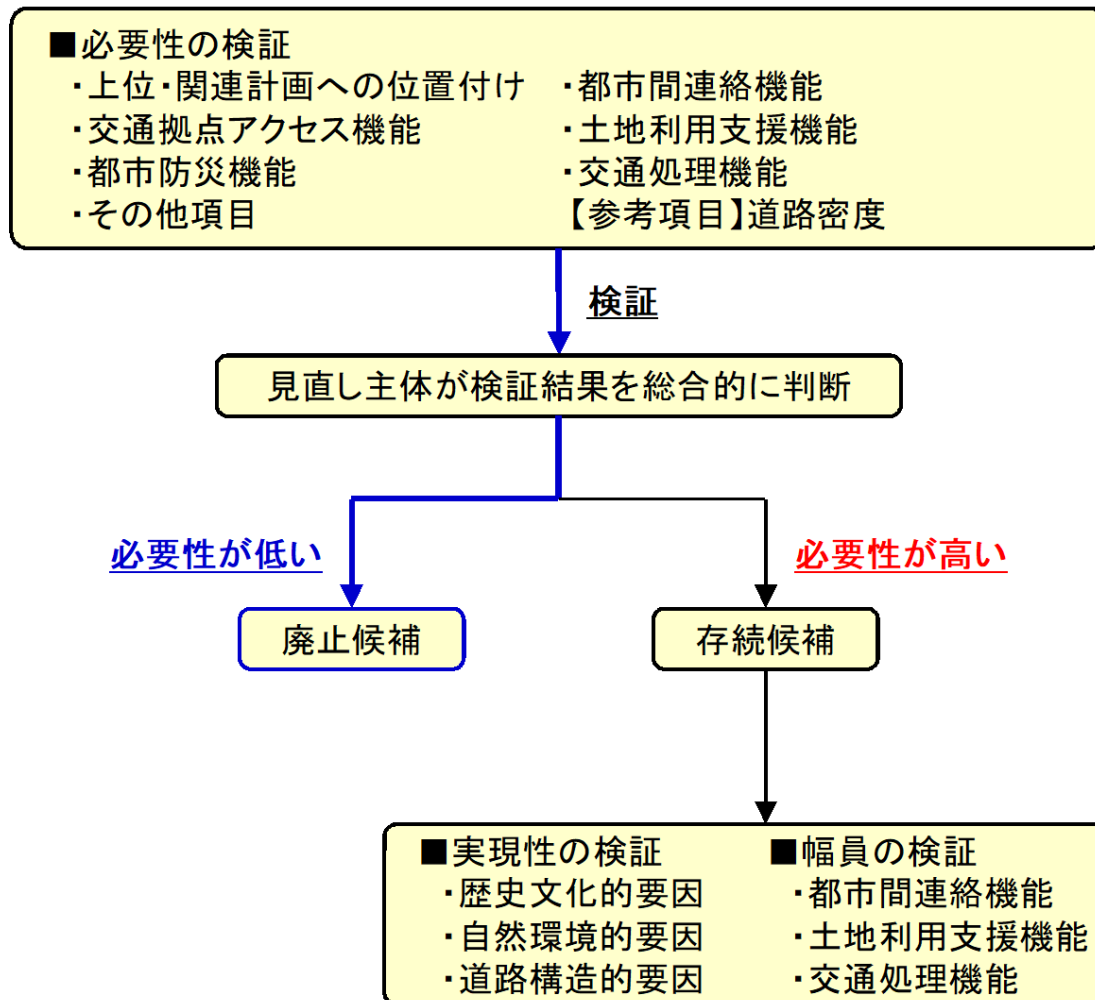 ■必要性の検証
・上位・関連計画への位置付け ・都市間連絡機能
・交通拠点アクセス機能 ・土地利用支援機能
・都市防災機能 ・交通処理機能
・その他項目 【参考項目】道路密度
検証
見直し主体が検証結果を総合的に判断
必要性が低い 必要性が高い
廃止候補 存続候補
■実現性の検証 ■幅員の検証
・歴史文化的要因 ・都市間連絡機能
・自然環境的要因 ・土地利用支援機能
・道路構造的要因 ・交通処理機能